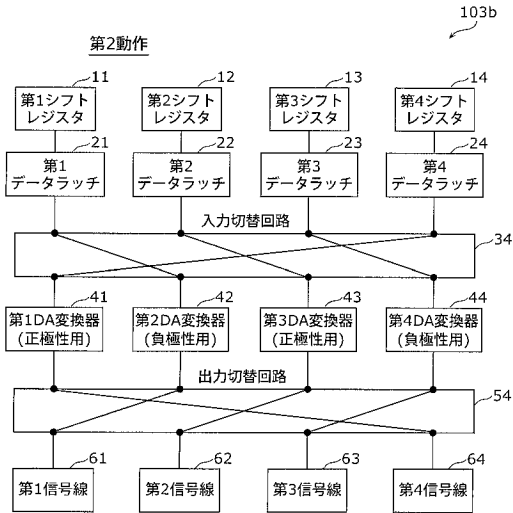 103b
第2動作
11
12
13
14
第1シフト
レジスタ
第2シフト
レジスタ
第3シフト
レジスタ
第4シフト
レジスタ
21
22
23
24
第1
データラッチ
第2
データラッチ
第3
データラッチ
第4
データラッチ
入力切替回路
34
41
42
43
44
第1DA変換器
(正極性用)
第2DA変換器
(負極性用)
第3DA変換器
(正極性用)
第4DA変換器
(負極性用)
出力切替回路
54
61
62
63
64
第1信号線
第2信号線
第3信号線
第4信号線